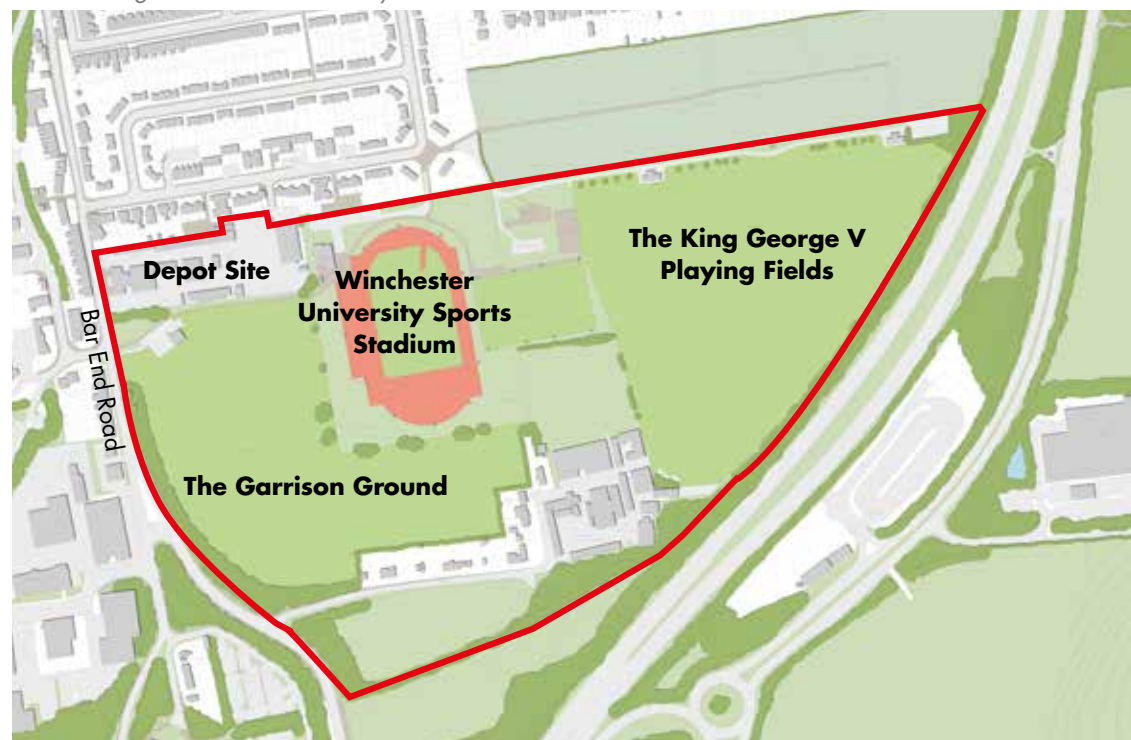 Depot Site
Winchester
University Sports
Stadium
The King George V
Playing Fields
Bar End Road
The Garrison Ground